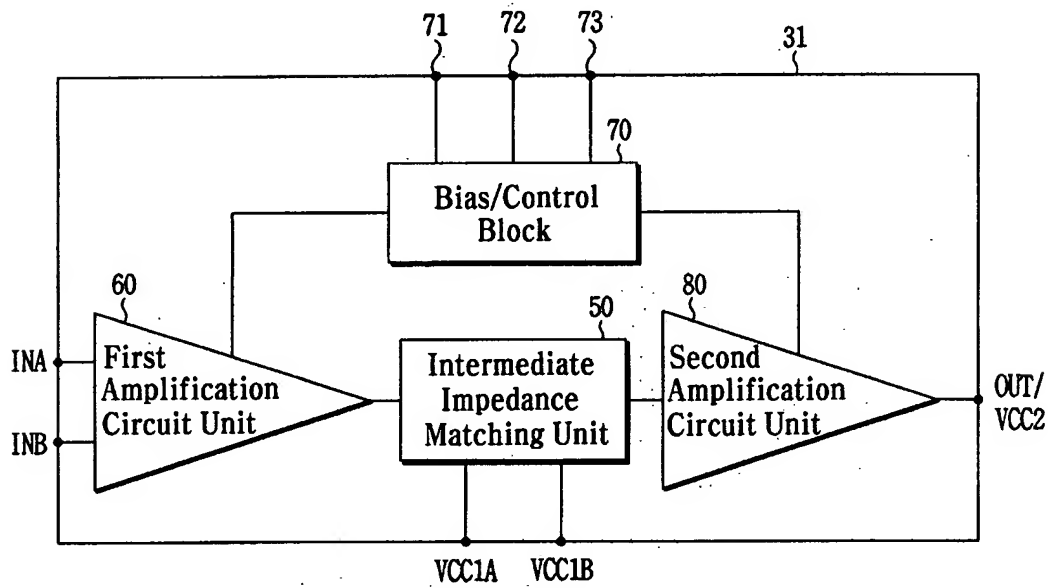 71
72
73
31
70
Bias/Control
Block
60
80
50
INA
First
Amplification
Circuit Unit
INB
Intermediate
Impedance
Matching Unit
Second
Amplification
Circuit Unit
OUT/
VCC2
VCC1A
VCC1B